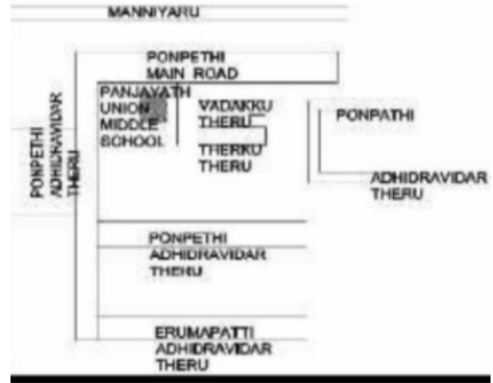 MANNIYARU
PONPETHI
MAIN ROAD
PANJAYATH
UNION
MIDDLE
SCHOOL
VADAKKU
THERU
THERKU
THERU
PONPATHI
ADHIDRAVIDAR
THERU
PONPETHI
ADHIDRAVIDAR
THERU
PONPETHI
ADHIDRAVIDAR
THERU
ERUMAPATTI
ADHIDRAVIDAR
THERU